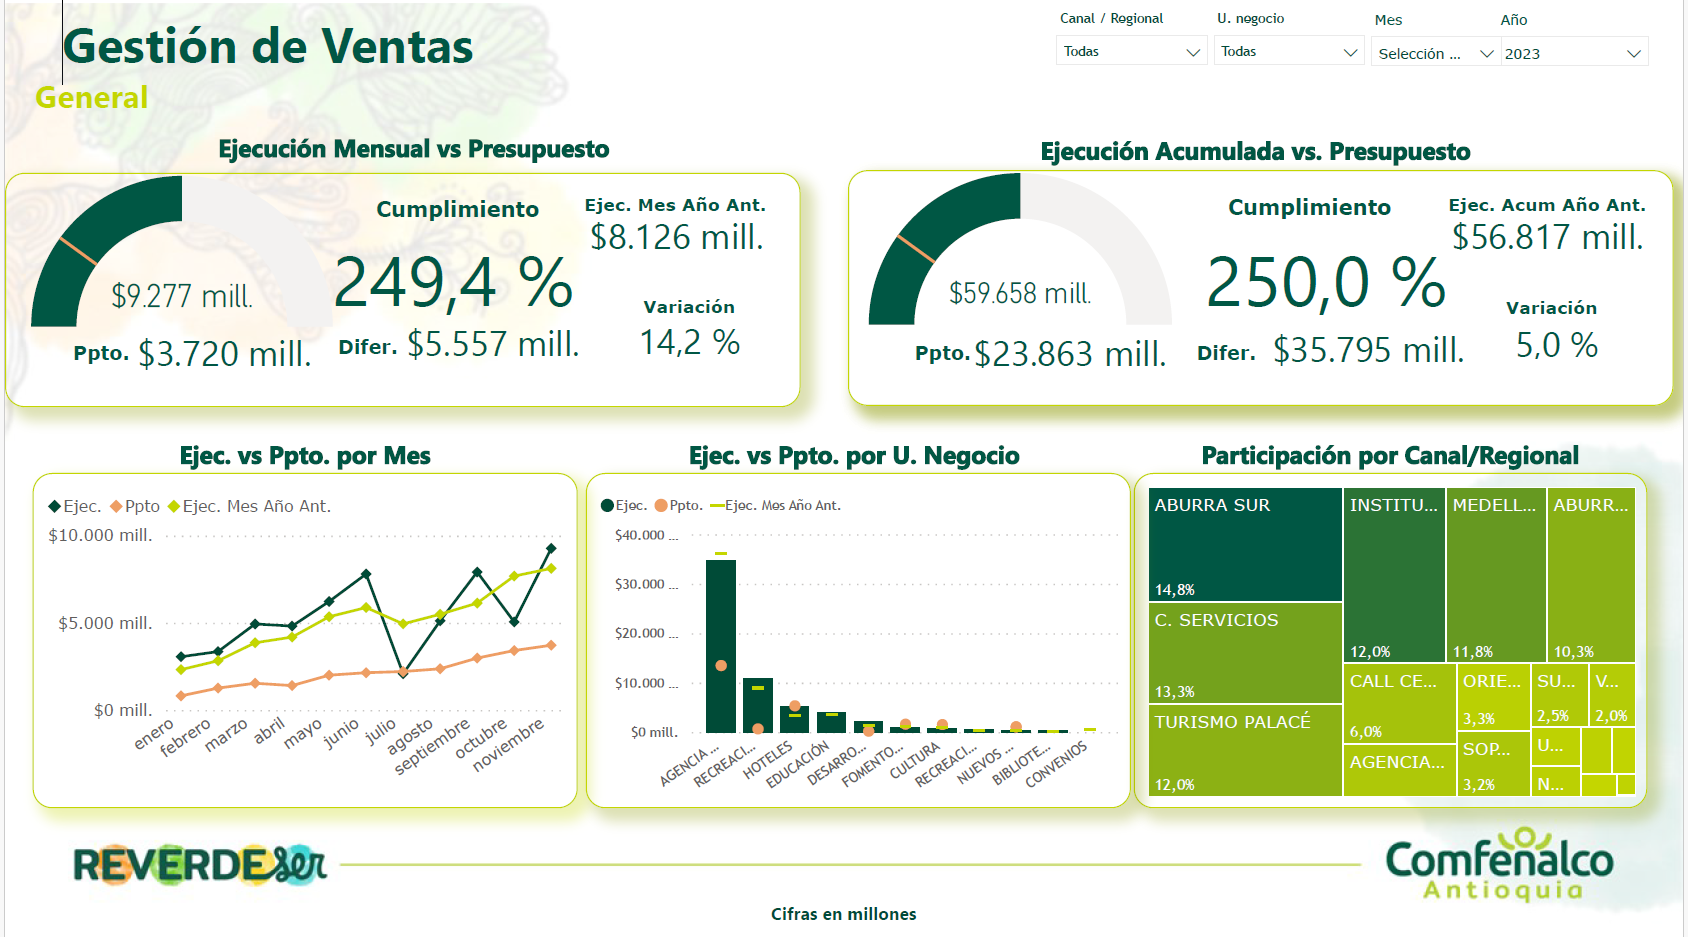 Gestión de Ventas
General
Canal / Regional
Todas
U. negocio
Todas
Mes
Selección ...
Año
2023
Ejecución Mensual vs Presupuesto
$9.277 mill.
Ppto. $3.720 mill.
Cumplimiento
249,4 %
Difer. $5.557 mill.
Ejec. Mes Año Ant.
$8.126 mill.
Variación
14,2 %
Ejecución Acumulada vs. Presupuesto
$59.658 mill.
Ppto. $23.863 mill.
Cumplimiento
250,0 %
Difer. $35.795 mill.
Ejec. Acum Año Ant.
$56.817 mill.
Variación
5,0 %
Ejec. vs Ppto. por Mes
Ejec. Ppto Ejec. Mes Año Ant.
$10.000 mill.
$5.000 mill.
$0 mill.
enero
febrero
marzo
abril
mayo
junio
julio
agosto
septiembre
octubre
noviembre
Ejec. vs Ppto. por U. Negocio
Ejec. Ppto. Ejec. Mes Año Ant.
$40.000 ...
$30.000 ...
$20.000 ...
$10.000 ...
$0 mill.
AGENCIA ...
RECREACI...
HOTELES
EDUCACIÓN
DESARRO...
FOMENTO...
CULTURA
RECREACI...
NUEVOS ...
BIBLIOTE...
CONVENIOS
Participación por Canal/Regional
ABURRA SUR
14,8%
C. SERVICIOS
13,3%
TURISMO PALACÉ
12,0%
INSTITU...
12,0%
MEDELL...
11,8%
ABURR...
10,3%
CALL CE...
6,0%
AGENCIA...
ORIE...
3,3%
SOP...
3,2%
SU...
2,5%
V...
2,0%
U...
N...
REVERDEser
Comfenalco
Antioquia
Cifras en millones